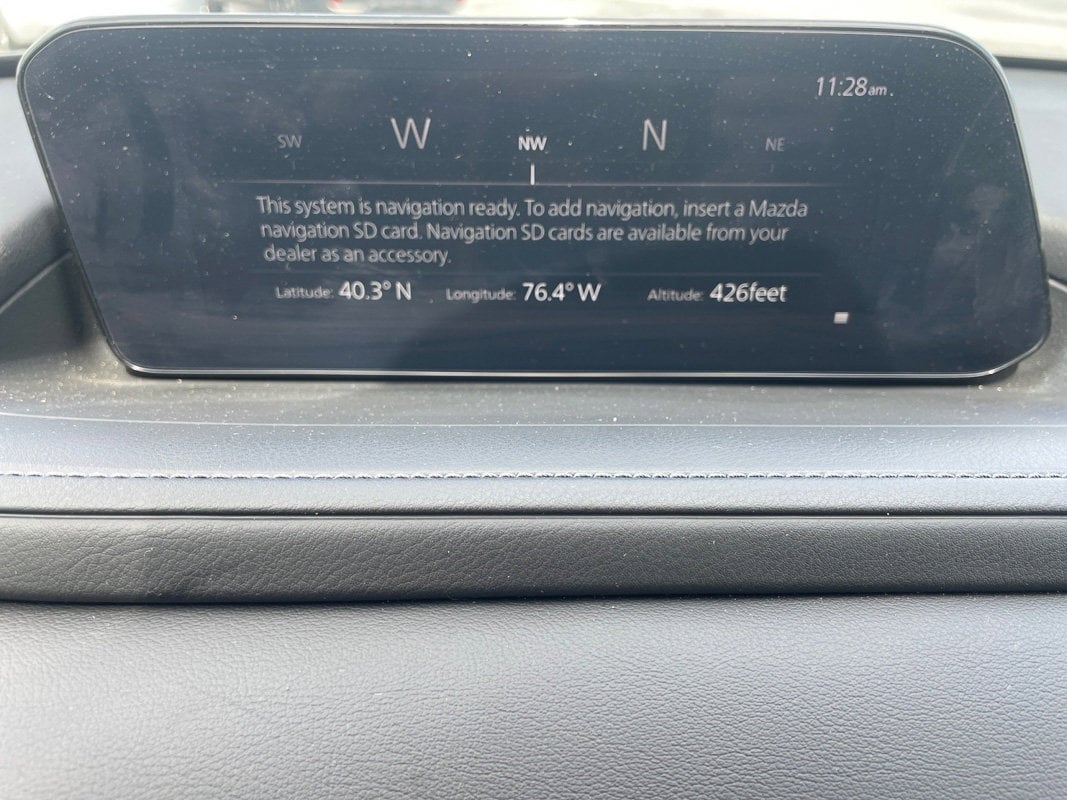 11:28am.
SW W NW N NE
This system is navigation ready. To add navigation, insert a Mazda
navigation SD card. Navigation SD cards are available from your
dealer as an accessory.
Latitude: 40.3° N Longitude: 76.4° W Altitude: 426feet